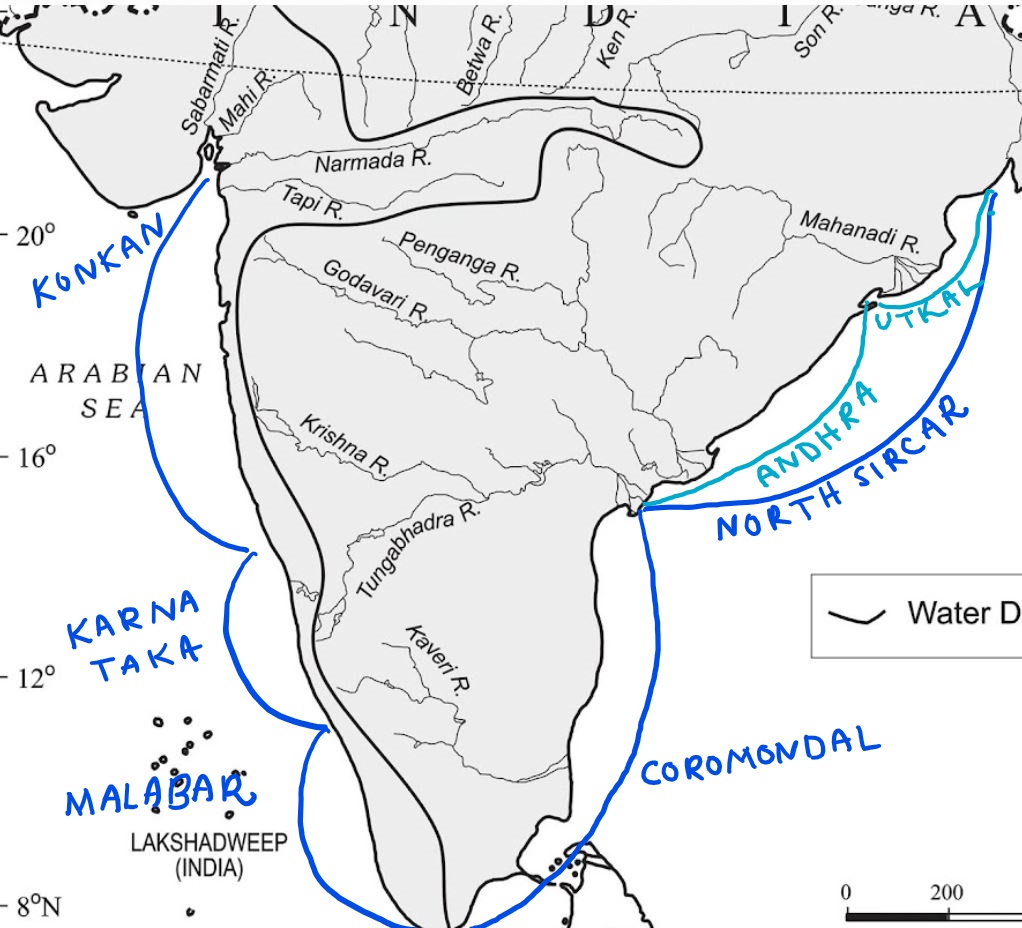 I N D I A
Sabarmati R.
Mahi R.
Betwa R.
Ken R.
Son R.
anga R.
Narmada R.
Tapi R.
20°
KONKAN
Penganga R.
Godavari R.
Mahanadi R.
UTKAL
ARABIAN
SEA
ANDHRA
NORTH SIRCAR
16°
Krishna R.
Tungabhadra R.
KARNA
TAKA
Water D
12°
Kaveri R.
COROMONDAL
MALABAR
LAKSHADWEEP
(INDIA)
8°N
0 200